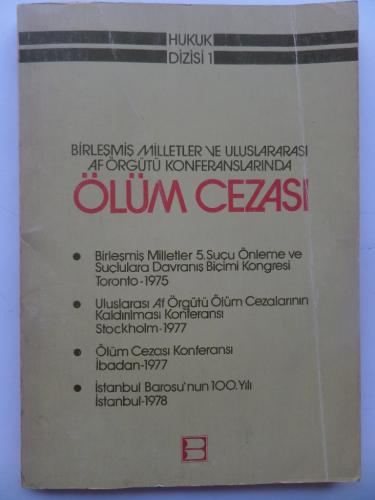 HUKUK
DİZİSİ 1
BİRLEŞMİŞ MİLLETLER VE ULUSLARARASI
AF ÖRGÜTÜ KONFERANSLARINDA
ÖLÜM CEZASI
• Birleşmiş Milletler 5. Suçu Önleme ve
Suçlulara Davranış Biçimi Kongresi
Toronto-1975
• Uluslarası Af Örgütü Ölüm Cezalarının
Kaldırılması Konferansı
Stockholm-1977
• Ölüm Cezası Konferansı
İbadan-1977
• İstanbul Barosu'nun 100. Yılı
İstanbul-1978